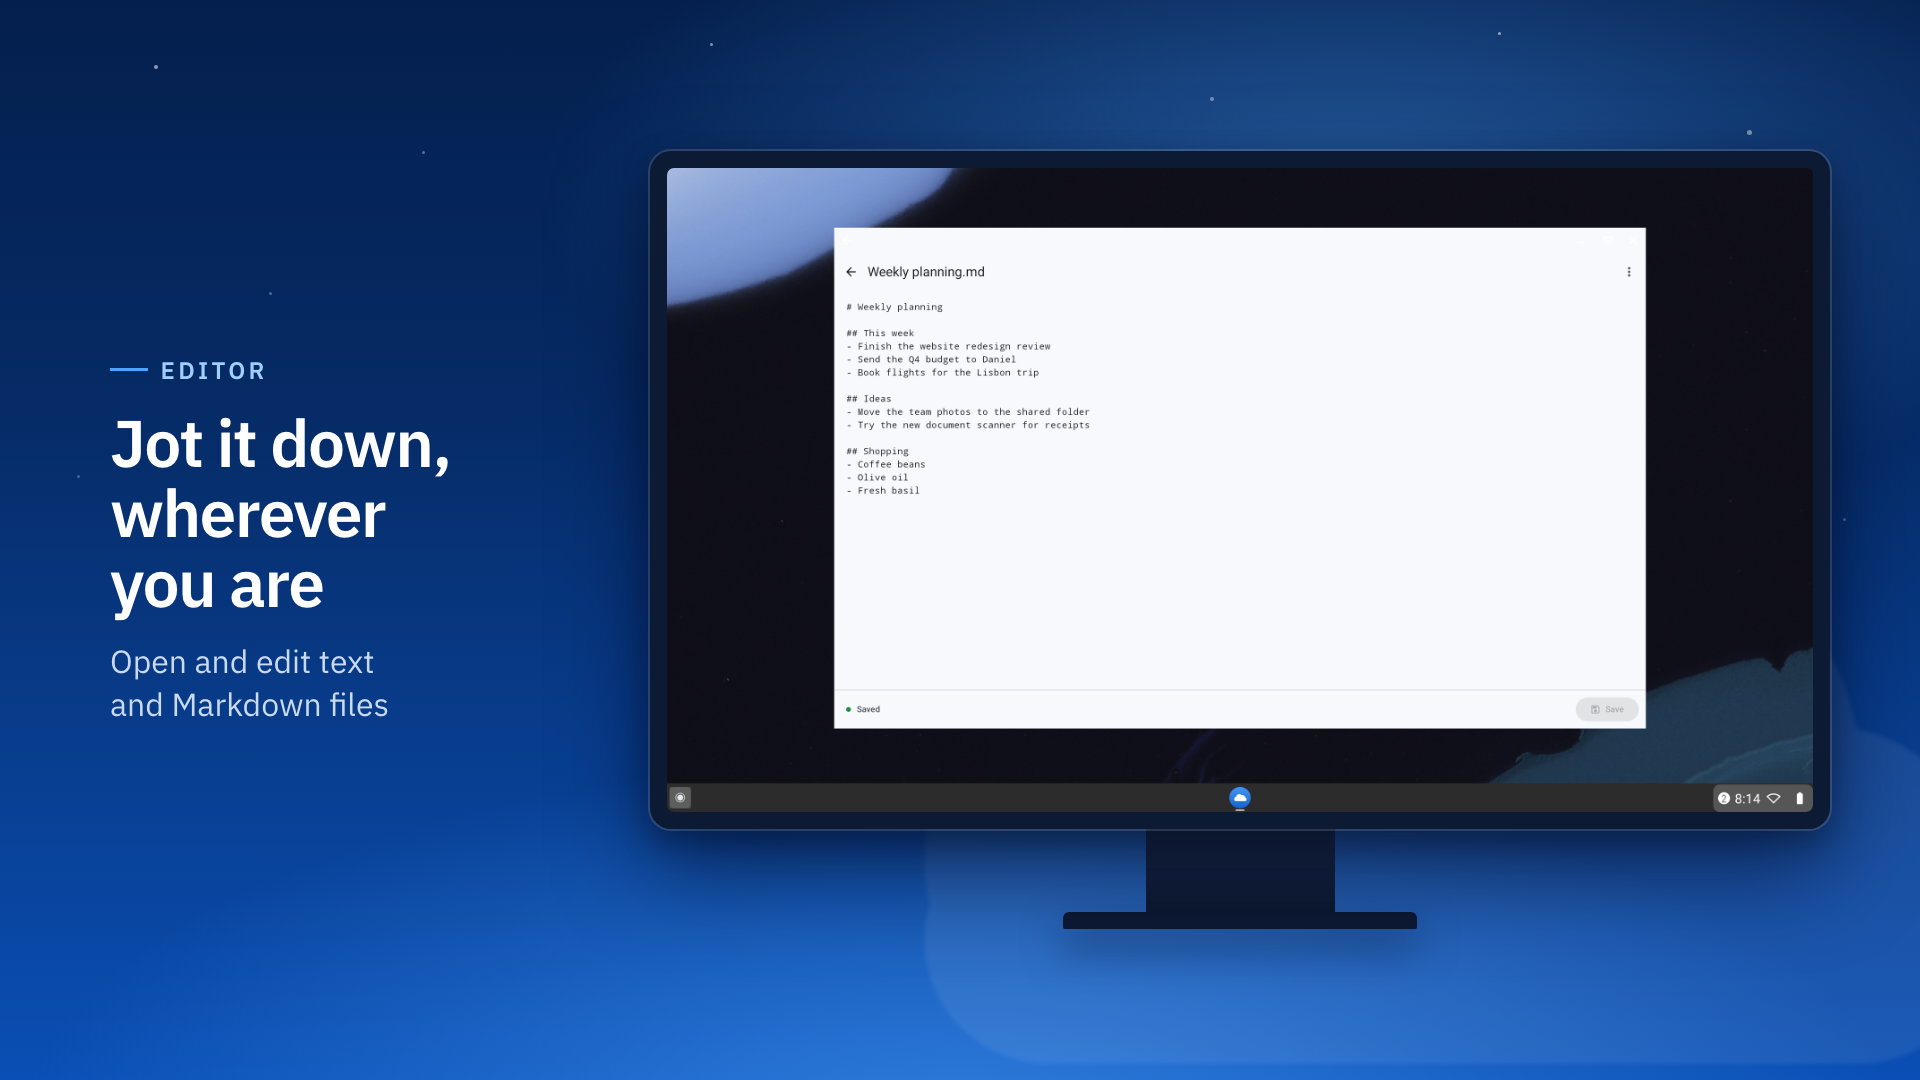 EDITOR
Jot it down,
wherever
you are
Open and edit text
and Markdown files
Weekly planning.md
# Weekly planning
## This week
- Finish the website redesign review
- Send the Q4 budget to Daniel
- Book flights for the Lisbon trip
## Ideas
- Move the team photos to the shared folder
- Try the new document scanner for receipts
## Shopping
- Coffee beans
- Olive oil
- Fresh basil
Saved
Save
2 8:14